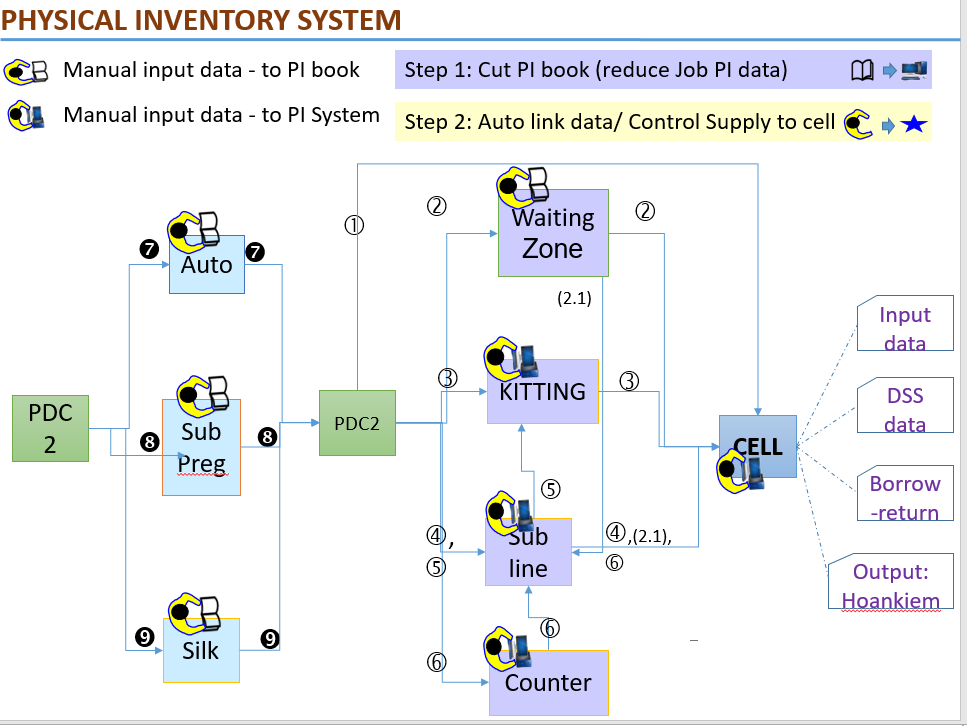 PHYSICAL INVENTORY SYSTEM
Manual input data - to PI book
Step 1: Cut PI book (reduce Job PI data)
Manual input data - to PI System
Step 2: Auto link data/ Control Supply to cell
①
②
Waiting
Zone
②
(2.1)
❼
Auto
❼
Input
data
③
KITTING
③
DSS
data
PDC
2
❽
Sub
Preg
❽
PDC2
CELL
Borrow
-return
⑤
④,
⑤
Sub
line
④,(2.1),
⑥
Output:
Hoankiem
❾
Silk
❾
⑥
⑥
Counter